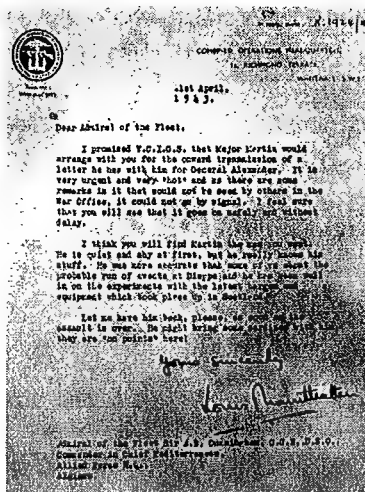 COMBINED OPERATIONS HEADQUARTERS
1A RICHMOND TERRACE
WHITEHALL S.W.1
21st April,
1943.
Dear Admiral of the Fleet,
I promised V.C.I.G.S. that Major Martin would
arrange with you for the onward transmission of a
letter he has with him for General Alexander. It is
very urgent and very "hot" and as there are some
remarks in it that could not be seen by others in the
War Office, it could not go by signal. I feel sure
that you will see that it goes on safely and without
delay.
I think you will find Martin the man you want.
He is quiet and shy at first, but he really knows his
stuff. He was more accurate than some of us about the
probable run of events at Dieppe and he has been well
in on the experiments with the latest barges and
equipment which took place up in Scotland.
Let me have him back, please, as soon as the
assault is over. He might bring some sardines with him
they are "on points" here!
Yours sincerely
Louis Mountbatten
Admiral of the Fleet Sir A.B. Cunningham, G.C.B., D.S.O.,
Commander in Chief Mediterranean,
Allied Force H.Q.,
Algiers.